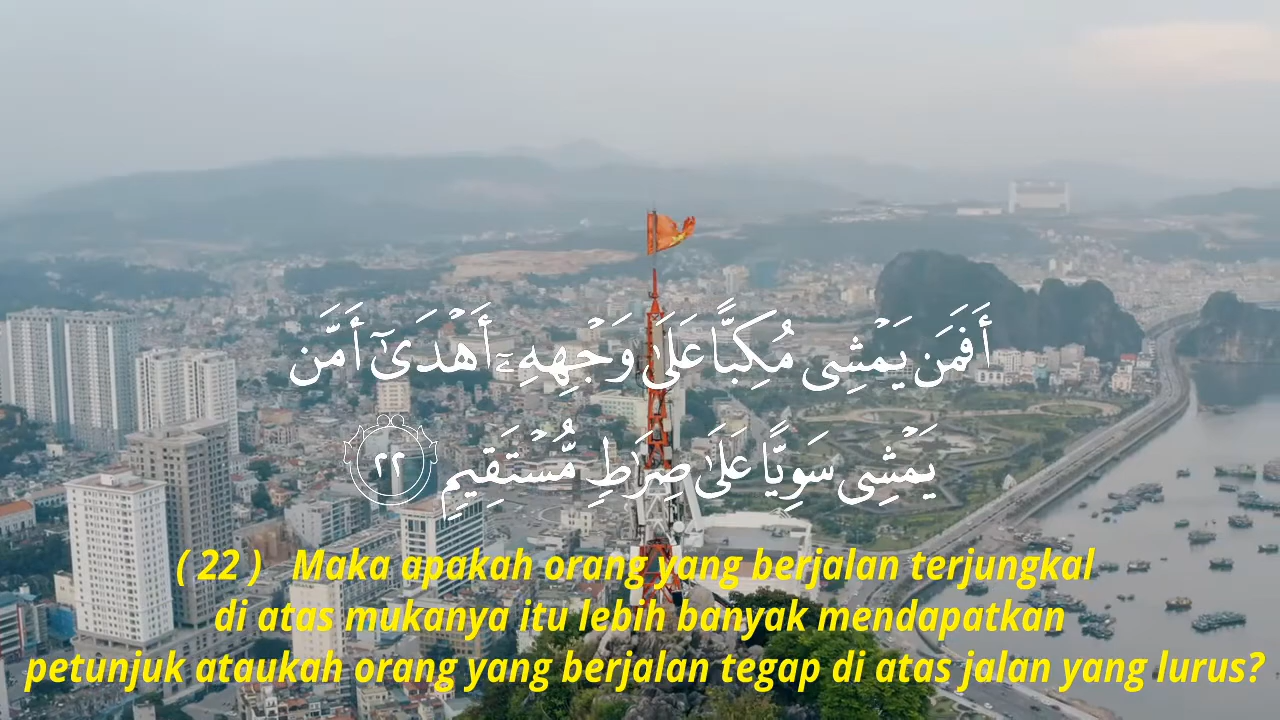 أَفَمَن يَمْشِى مُكِبًّا عَلَىٰ وَجْهِهِۦٓ أَهْدَىٰٓ أَمَّن
يَمْشِى سَوِيًّا عَلَىٰ صِرَٰطٍ مُّسْتَقِيمٍ ٢٢
( 22 ) Maka apakah orang yang berjalan terjungkal
di atas mukanya itu lebih banyak mendapatkan
petunjuk ataukah orang yang berjalan tegap di atas jalan yang lurus?